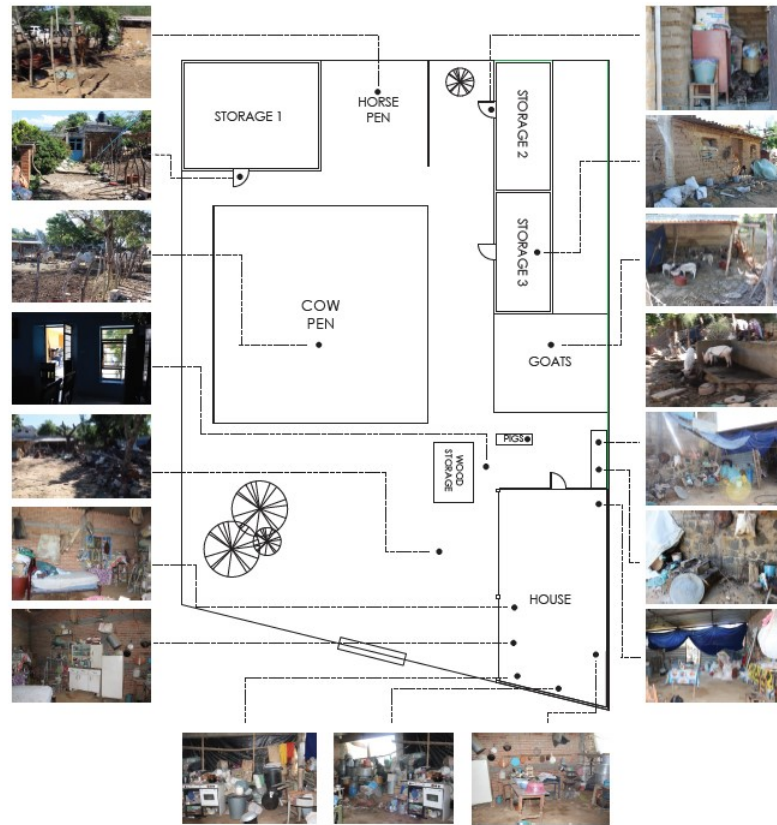 STORAGE 1
HORSE
PEN
STORAGE 2
STORAGE 3
COW
PEN
GOATS
PIGS
WOOD
STORAGE
HOUSE